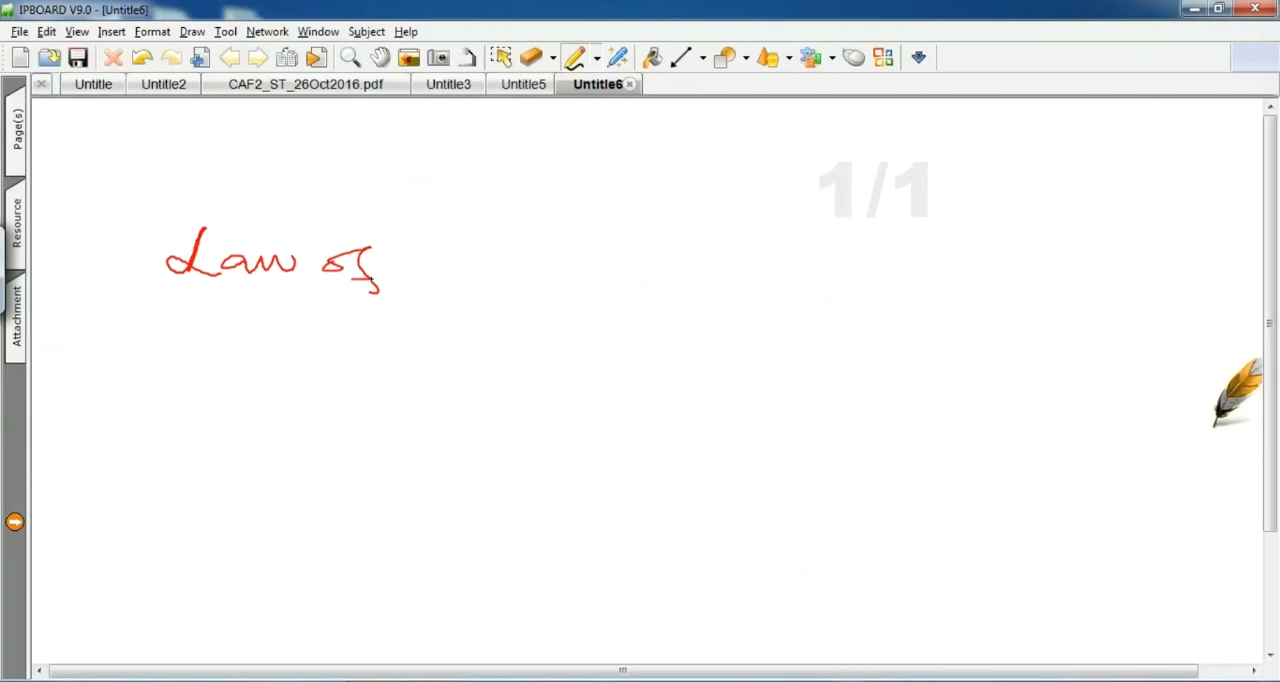 IPBOARD V9.0 - [Untitle6]
File Edit View Insert Format Draw Tool Network Window Subject Help
Untitle Untitle2 CAF2_ST_26Oct2016.pdf Untitle3 Untitle5 Untitle6
Page(s)
Resource
Attachment
1/1
Law of